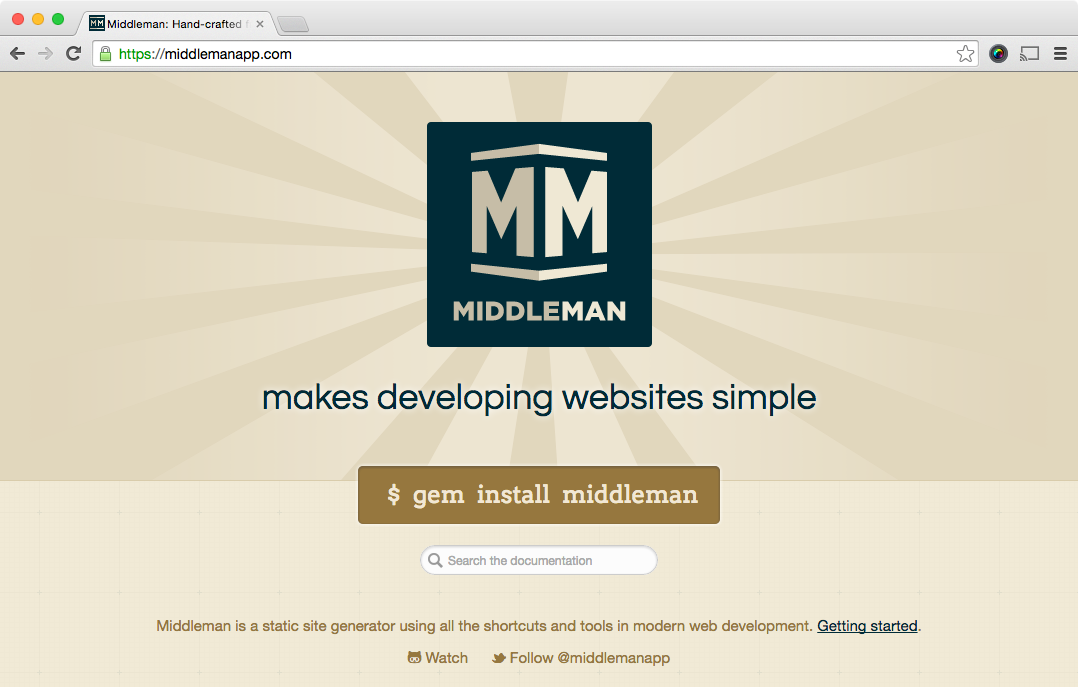 MM Middleman: Hand-crafted
https://middlemanapp.com
MM
MIDDLEMAN
makes developing websites simple
$ gem install middleman
Search the documentation
Middleman is a static site generator using all the shortcuts and tools in modern web development. Getting started.
Watch Follow @middlemanapp